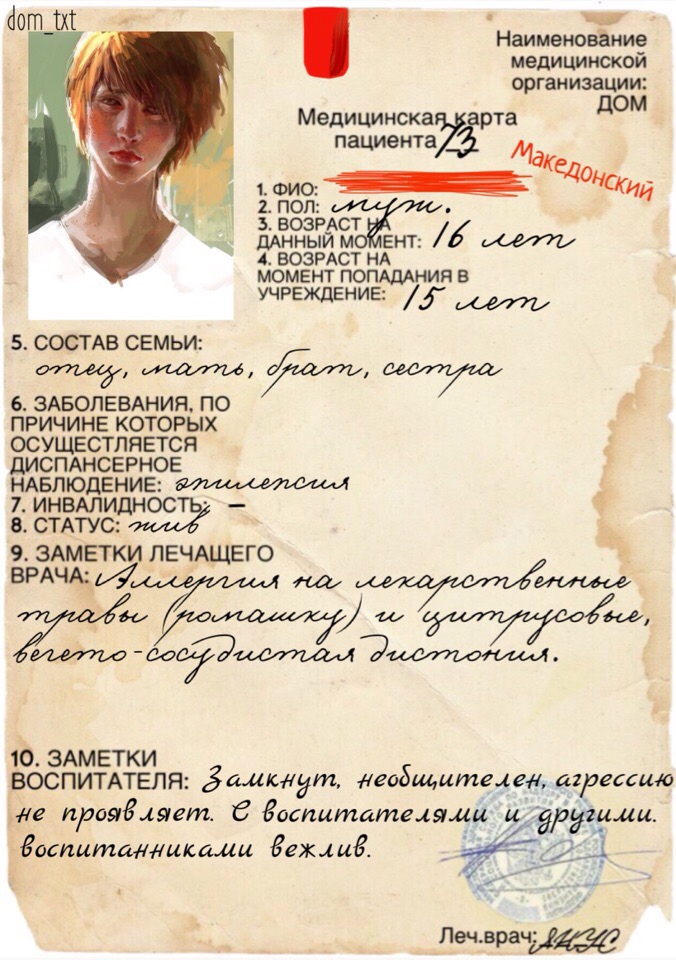 dom_txt
Наименование
медицинской
организации:
ДОМ
Медицинская карта
пациента 73
Македонский
1. ФИО:
2. ПОЛ: муж.
3. ВОЗРАСТ НА
ДАННЫЙ МОМЕНТ: 16 лет
4. ВОЗРАСТ НА
МОМЕНТ ПОПАДАНИЯ В
УЧРЕЖДЕНИЕ: 15 лет
5. СОСТАВ СЕМЬИ:
отец, мать, брат, сестра
6. ЗАБОЛЕВАНИЯ, ПО
ПРИЧИНЕ КОТОРЫХ
ОСУЩЕСТЛЯЕТСЯ
ДИСПАНСЕРНОЕ
НАБЛЮДЕНИЕ: эпилепсия
7. ИНВАЛИДНОСТЬ: –
8. СТАТУС: жив
9. ЗАМЕТКИ ЛЕЧАЩЕГО
ВРАЧА: Аллергия на лекарственные
травы (ромашку) и цитрусовые,
вегето-сосудистая дистония.
10. ЗАМЕТКИ
ВОСПИТАТЕЛЯ: Замкнут, необщителен, агрессию
не проявляет. С воспитателями и другими.
воспитанниками вежлив.
Леч.врач: ЯНУС